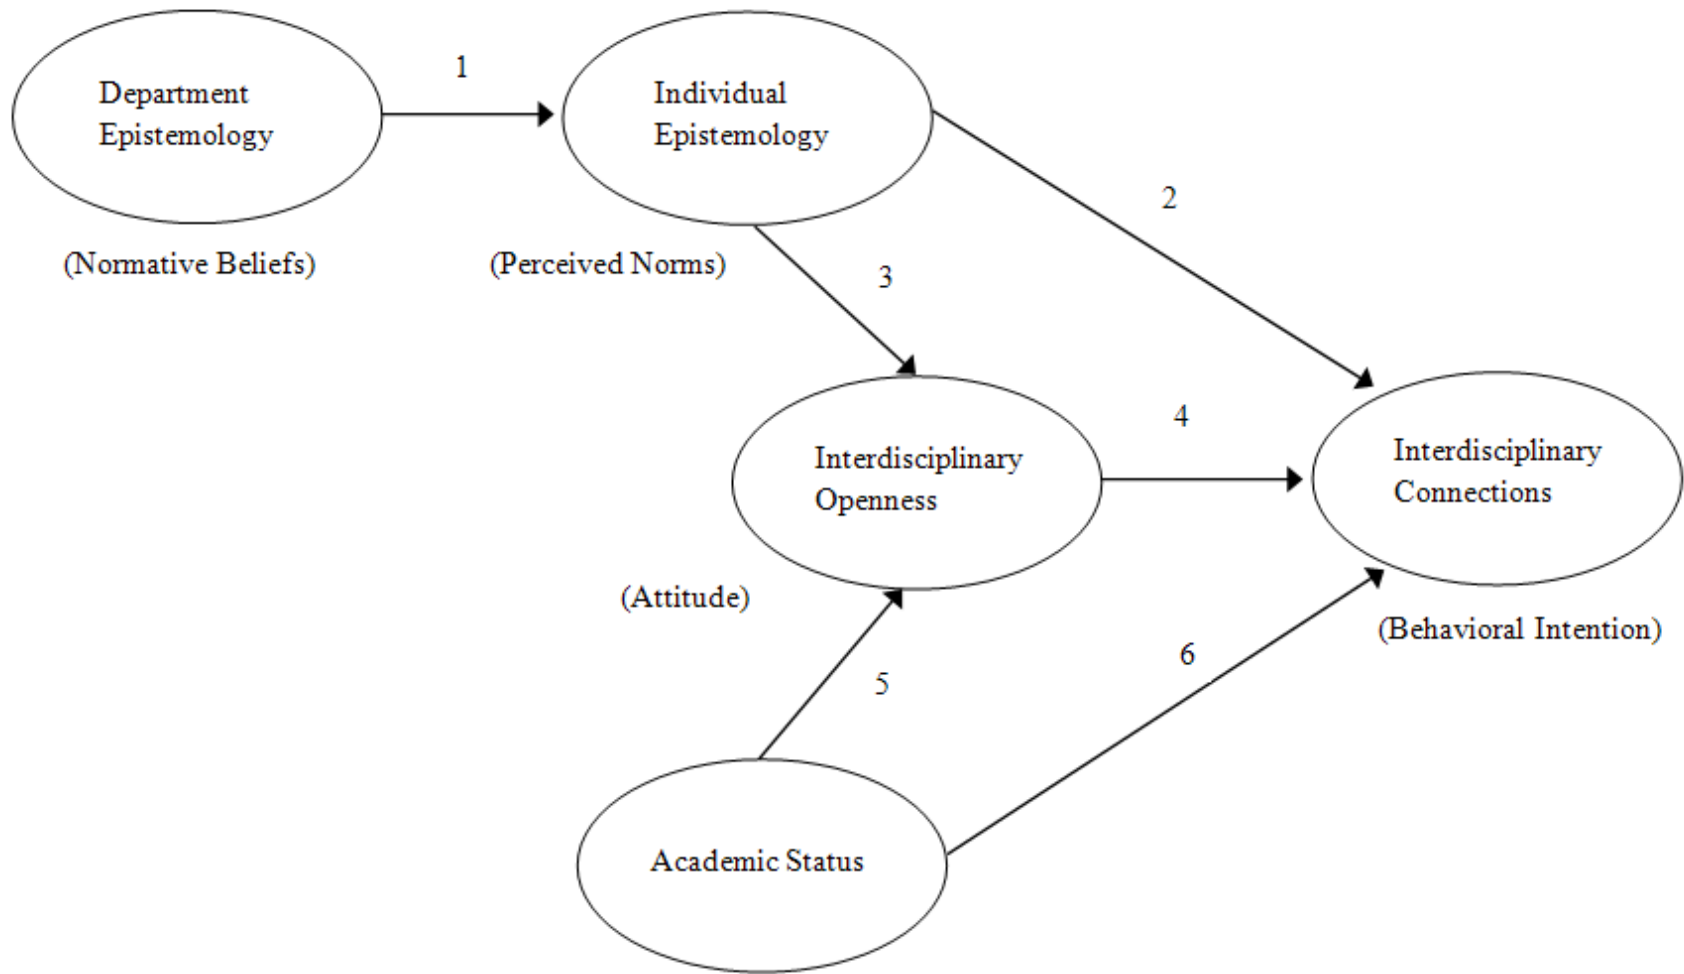 1
Department
Epistemology
Individual
Epistemology
2
(Normative Beliefs)
(Perceived Norms)
3
4
Interdisciplinary
Openness
Interdisciplinary
Connections
(Attitude)
(Behavioral Intention)
5
6
Academic Status